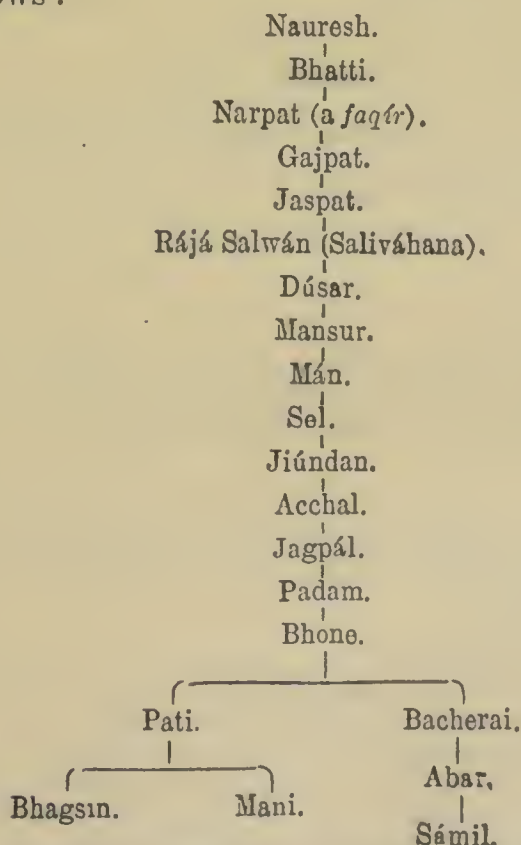 Nauresh.
Bhatti.
Narpat (a faqír).
Gajpat.
Jaspat.
Rájá Salwán (Saliváhana).
Dúsar.
Mansur.
Mán.
Sel.
Jiúndan.
Acchal.
Jagpál.
Padam.
Bhone.
Pati. Bacherai.
Abar.
Bhagsın. Mani.
Sámil.